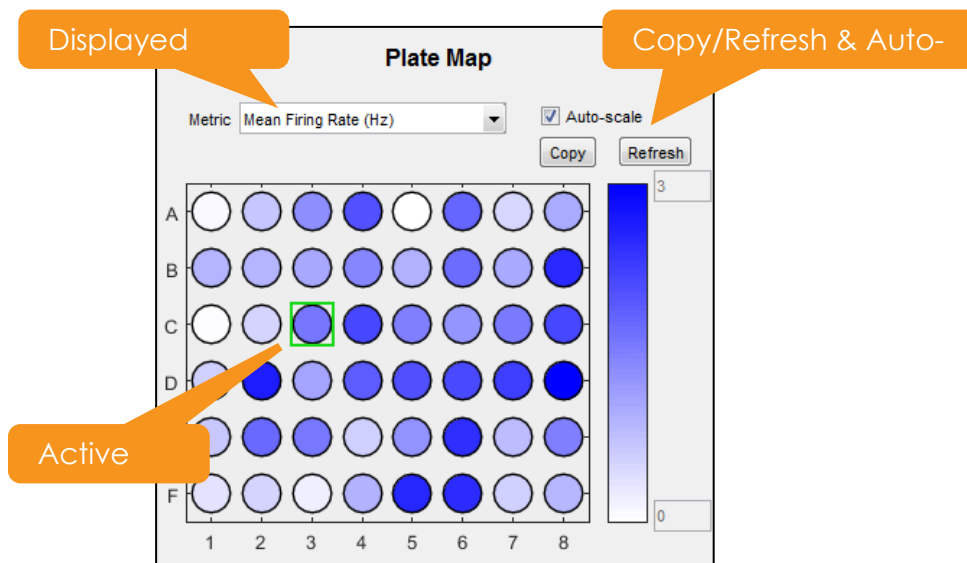 Displayed
Copy/Refresh & Auto-
Plate Map
Metric Mean Firing Rate (Hz)
Auto-scale
Copy Refresh
3
A
B
C
D
Active
F
0
1 2 3 4 5 6 7 8